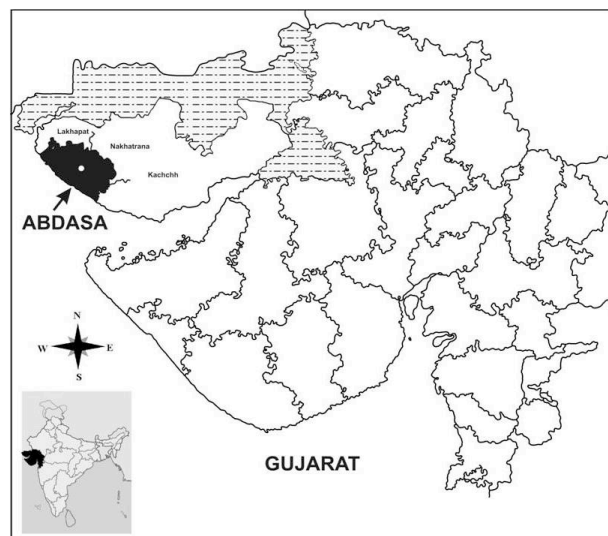 Lakhapat
Nakhatrana
Kachchh
ABDASA
N
W E
S
GUJARAT